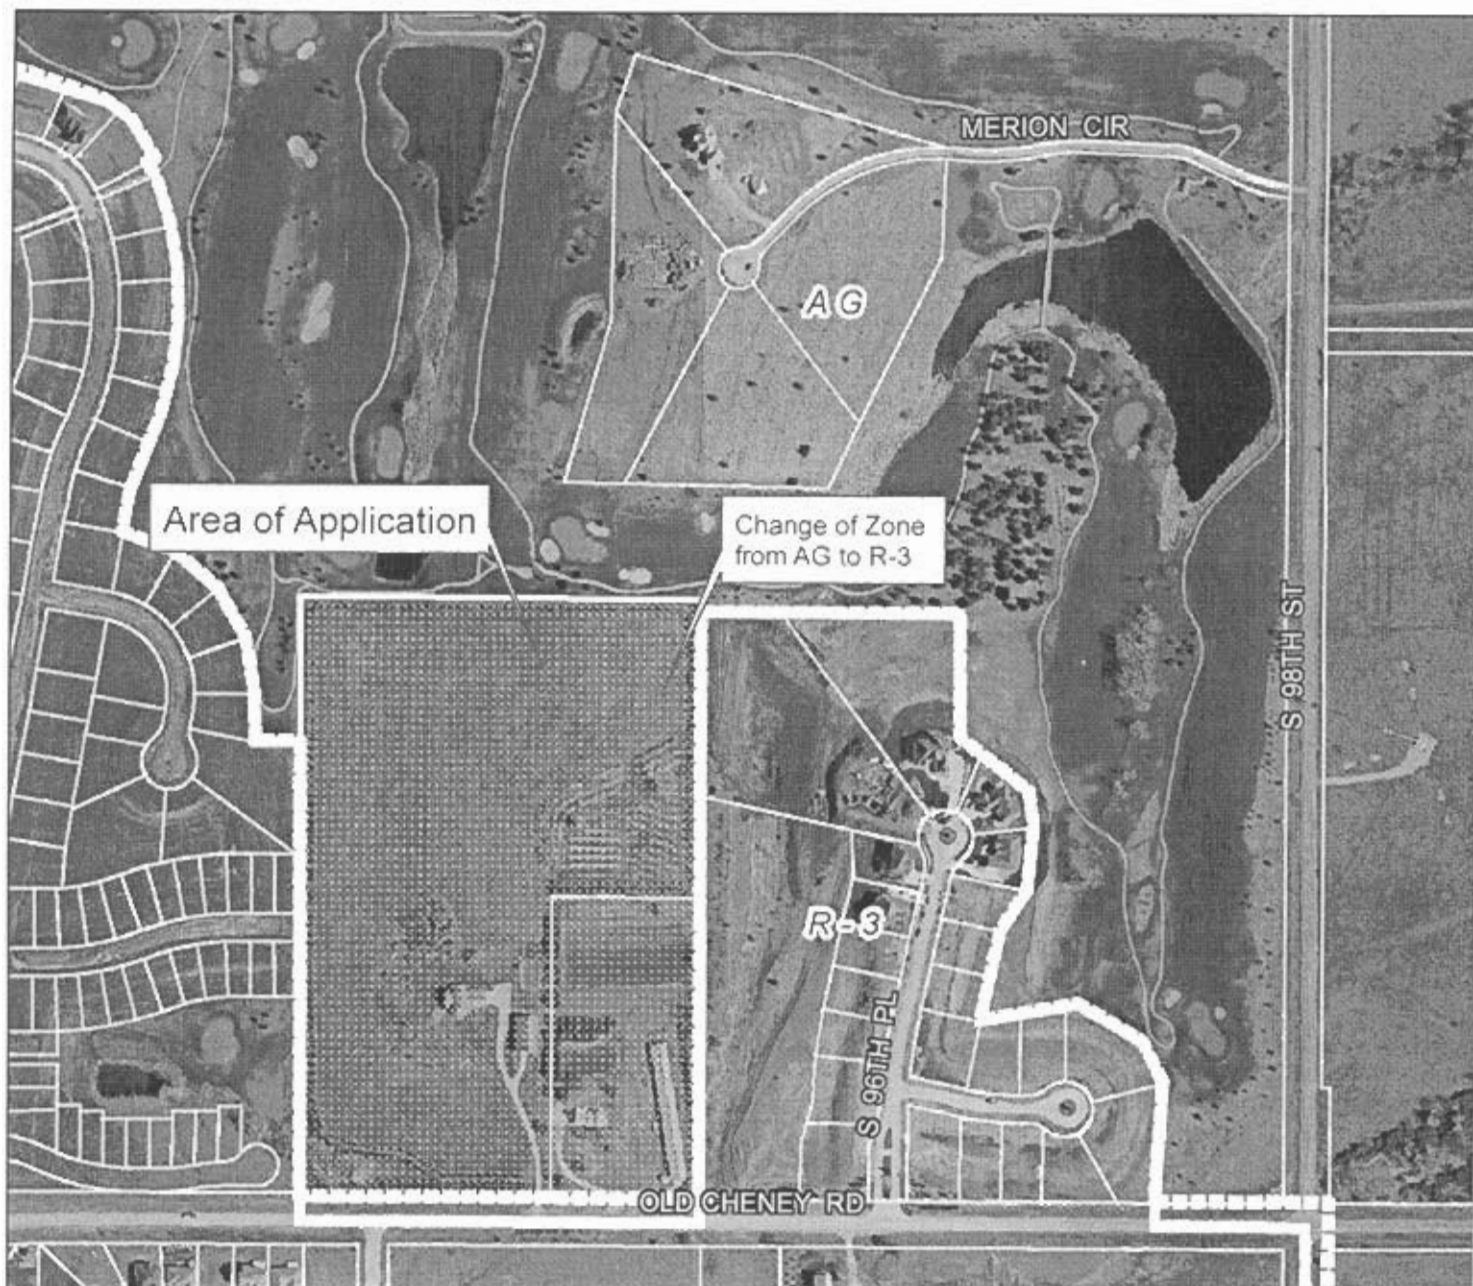 MERION CIR
AG
Area of Application
Change of Zone
from AG to R-3
S 98TH ST
R-3
S 96TH PL
OLD CHENEY RD